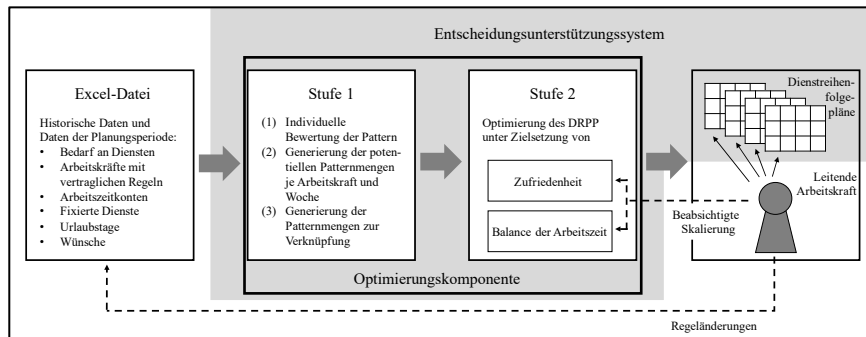 Entscheidungsunterstützungssystem
Excel-Datei
Historische Daten und
Daten der Planungsperiode:
• Bedarf an Diensten
• Arbeitskräfte mit
vertraglichen Regeln
• Arbeitszeitkonten
• Fixierte Dienste
• Urlaubstage
• Wünsche
Stufe 1
(1) Individuelle
Bewertung der Pattern
(2) Generierung der poten-
tiellen Patternmengen
je Arbeitskraft und
Woche
(3) Generierung der
Patternmengen zur
Verknüpfung
Stufe 2
Optimierung des DRPP
unter Zielsetzung von
Zufriedenheit
Balance der Arbeitszeit
Optimierungskomponente
Dienstreihen-
folge-
pläne
Leitende
Arbeitskraft
Beabsichtigte
Skalierung
Regeländerungen